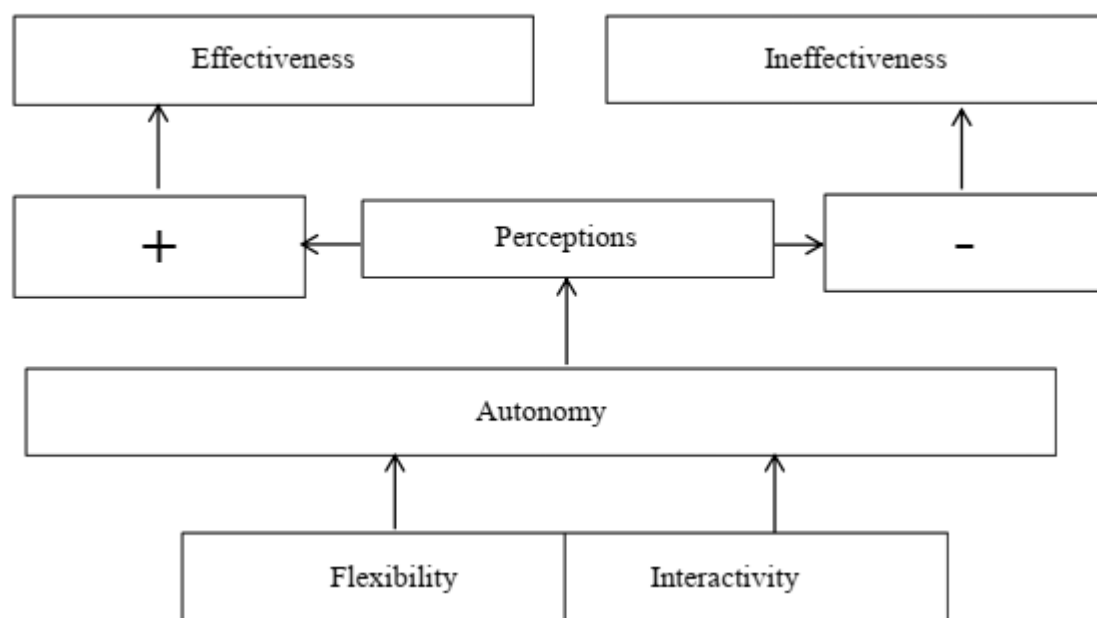 Effectiveness
Ineffectiveness
+
Perceptions
-
Autonomy
Flexibility
Interactivity